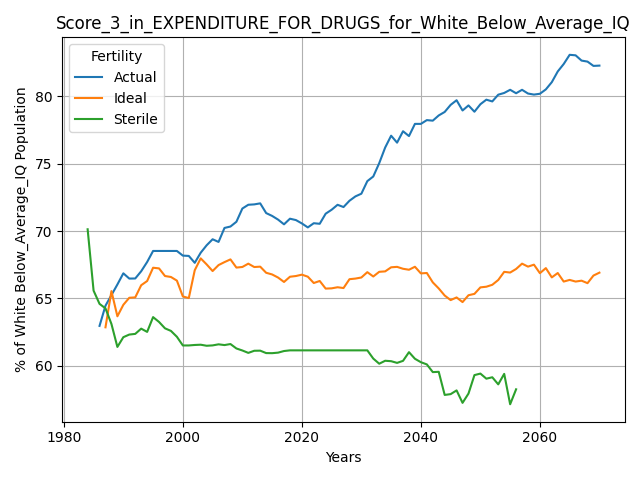 Score_3_in_EXPENDITURE_FOR_DRUGS_for_White_Below_Average_IQ
Fertility
Actual
Ideal
Sterile
% of White Below_Average_IQ Population
80
75
70
65
60
1980
2000
2020
2040
2060
Years